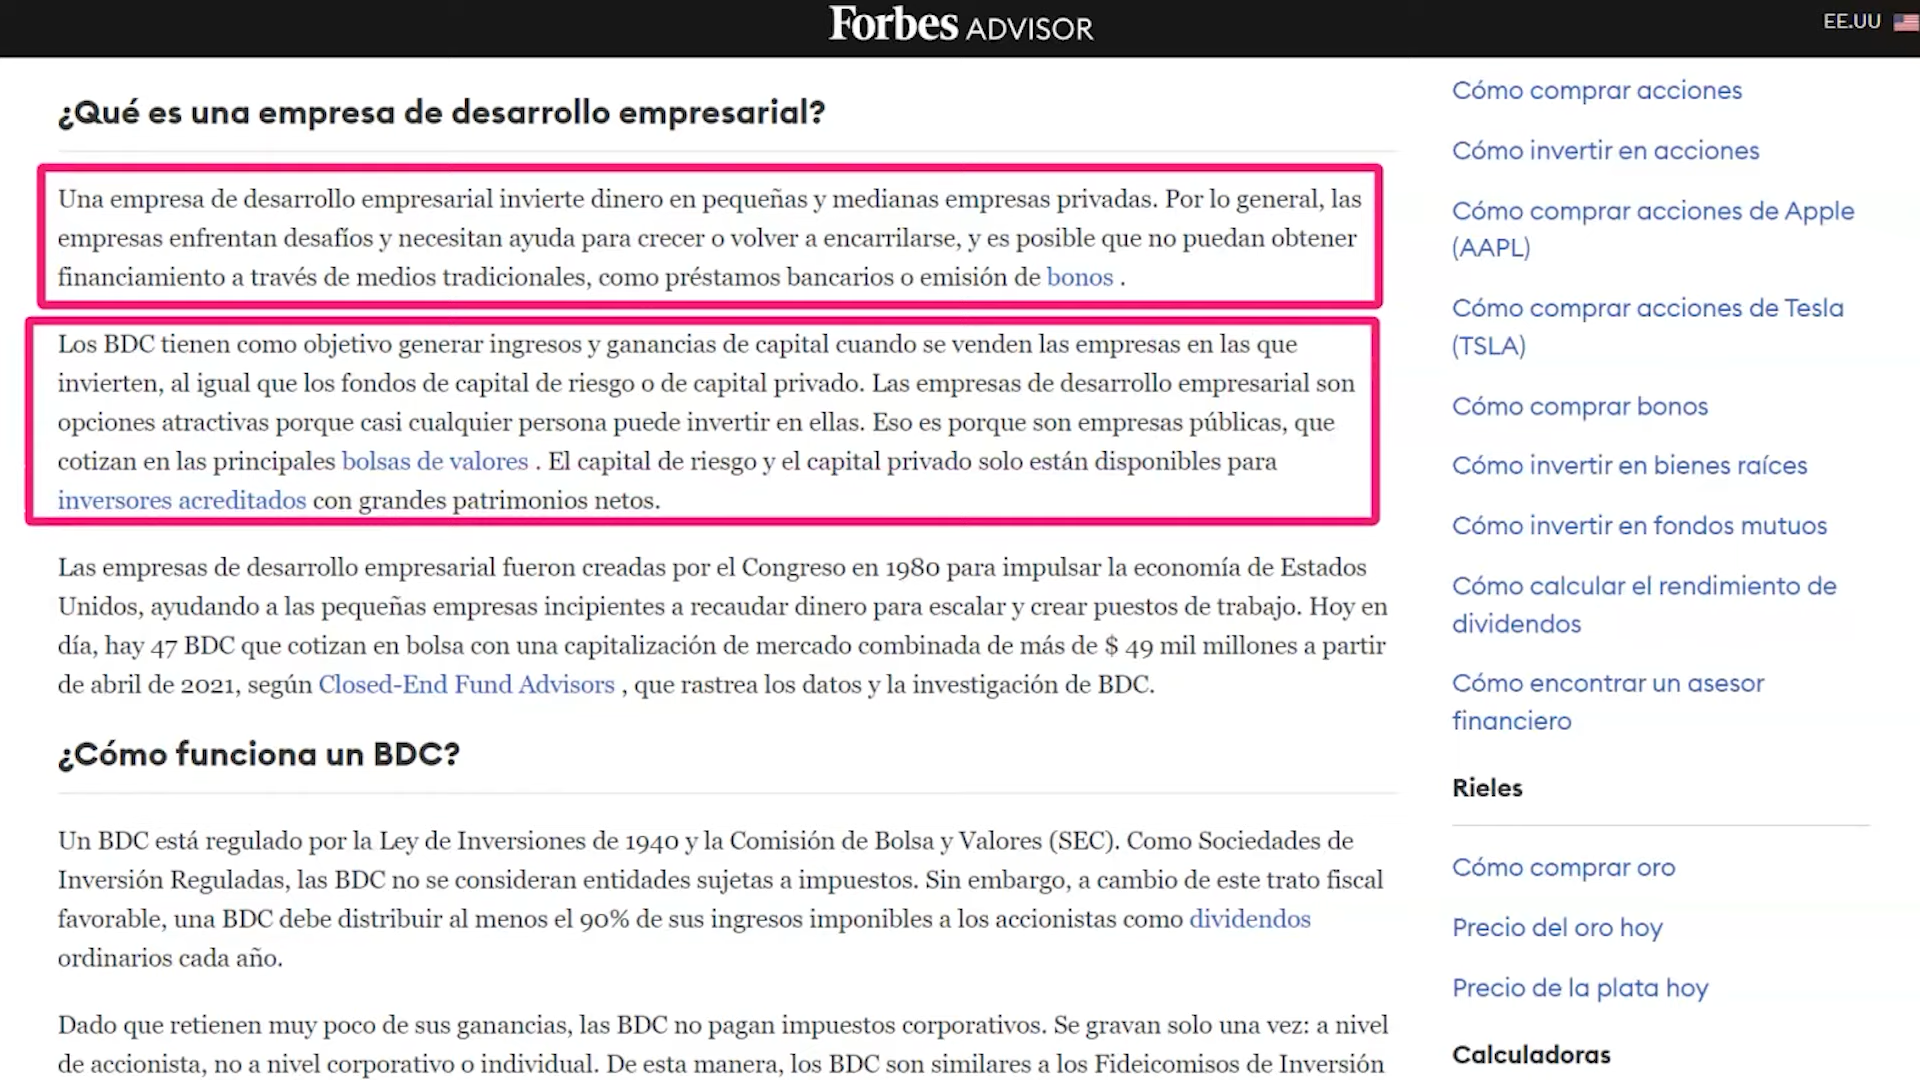 Forbes ADVISOR
EE.UU
¿Qué es una empresa de desarrollo empresarial?
Una empresa de desarrollo empresarial invierte dinero en pequeñas y medianas empresas privadas. Por lo general, las
empresas enfrentan desafíos y necesitan ayuda para crecer o volver a encarrilarse, y es posible que no puedan obtener
financiamiento a través de medios tradicionales, como préstamos bancarios o emisión de bonos .
Los BDC tienen como objetivo generar ingresos y ganancias de capital cuando se venden las empresas en las que
invierten, al igual que los fondos de capital de riesgo o de capital privado. Las empresas de desarrollo empresarial son
opciones atractivas porque casi cualquier persona puede invertir en ellas. Eso es porque son empresas públicas, que
cotizan en las principales bolsas de valores . El capital de riesgo y el capital privado solo están disponibles para
inversores acreditados con grandes patrimonios netos.
Las empresas de desarrollo empresarial fueron creadas por el Congreso en 1980 para impulsar la economía de Estados
Unidos, ayudando a las pequeñas empresas incipientes a recaudar dinero para escalar y crear puestos de trabajo. Hoy en
día, hay 47 BDC que cotizan en bolsa con una capitalización de mercado combinada de más de $ 49 mil millones a partir
de abril de 2021, según Closed-End Fund Advisors , que rastrea los datos y la investigación de BDC.
¿Cómo funciona un BDC?
Un BDC está regulado por la Ley de Inversiones de 1940 y la Comisión de Bolsa y Valores (SEC). Como Sociedades de
Inversión Reguladas, las BDC no se consideran entidades sujetas a impuestos. Sin embargo, a cambio de este trato fiscal
favorable, una BDC debe distribuir al menos el 90% de sus ingresos imponibles a los accionistas como dividendos
ordinarios cada año.
Dado que retienen muy poco de sus ganancias, las BDC no pagan impuestos corporativos. Se gravan solo una vez: a nivel
de accionista, no a nivel corporativo o individual. De esta manera, los BDC son similares a los Fideicomisos de Inversión
Cómo comprar acciones
Cómo invertir en acciones
Cómo comprar acciones de Apple
(AAPL)
Cómo comprar acciones de Tesla
(TSLA)
Cómo comprar bonos
Cómo invertir en bienes raíces
Cómo invertir en fondos mutuos
Cómo calcular el rendimiento de
dividendos
Cómo encontrar un asesor
financiero
Rieles
Cómo comprar oro
Precio del oro hoy
Precio de la plata hoy
Calculadoras